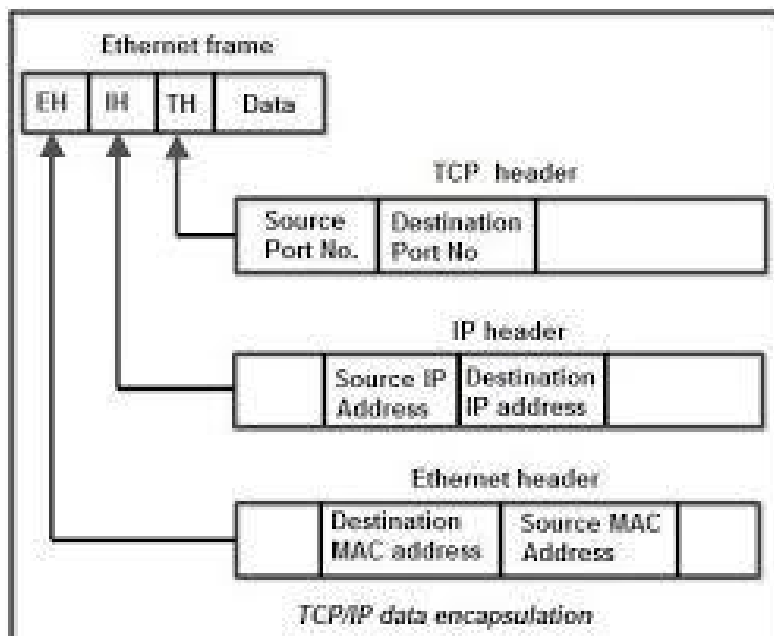 Ethernet frame
EH IH TH Data
TCP header
Source Port No.
Destination Port No
IP header
Source IP Address
Destination IP address
Ethernet header
Destination MAC address
Source MAC Address
TCP/IP data encapsulation